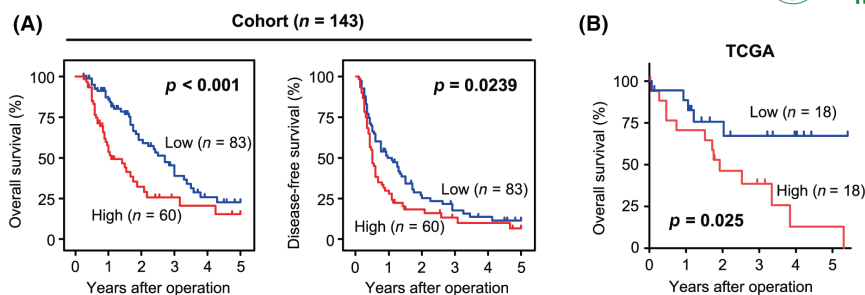 (A)
Cohort (n = 143)
Overall survival (%)
100
75
50
25
0
p < 0.001
Low (n = 83)
High (n = 60)
0 1 2 3 4 5
Years after operation
Disease-free survival (%)
100
75
50
25
0
p = 0.0239
Low (n = 83)
High (n = 60)
0 1 2 3 4 5
Years after operation
(B)
TCGA
Overall survival (%)
100
75
50
25
0
Low (n = 18)
High (n = 18)
p = 0.025
0 1 2 3 4 5
Years after operation